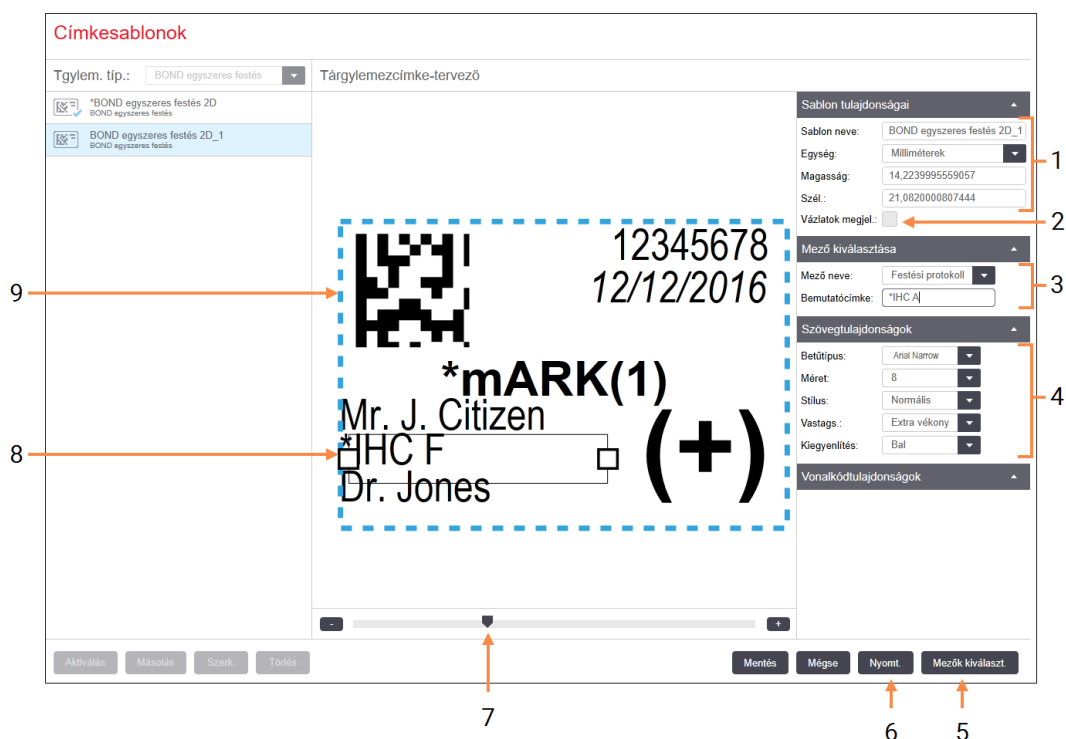 Címkesablonok
Tgylem. típ.: BOND egyszeres festés
Tárgylemezcímke-tervező
*BOND egyszeres festés 2D
BOND egyszeres festés
BOND egyszeres festés 2D_1
BOND egyszeres festés
12345678
12/12/2016
*mARK(1)
Mr. J. Citizen
*IHC F
Dr. Jones
(+)
- +
Sablon tulajdonságai
Sablon neve: BOND egyszeres festés 2D_1
Egység: Milliméterek
Magasság: 14,2239995559057
Szél.: 21,0820000807444
Vázlatok megjel.:
Mező kiválasztása
Mező neve: Festési protokoll
Bemutatócímke: *IHC A
Szövegtulajdonságok
Betűtípus: Arial Narrow
Méret: 8
Stílus: Normális
Vastags.: Extra vékony
Kiegyenlítés: Bal
Vonalkódtulajdonságok
Aktiválás Másolás Szerk. Törlés Mentés Mégse Nyomt. Mezők kiválaszt.
1
2
3
4
5
6
7
8
9